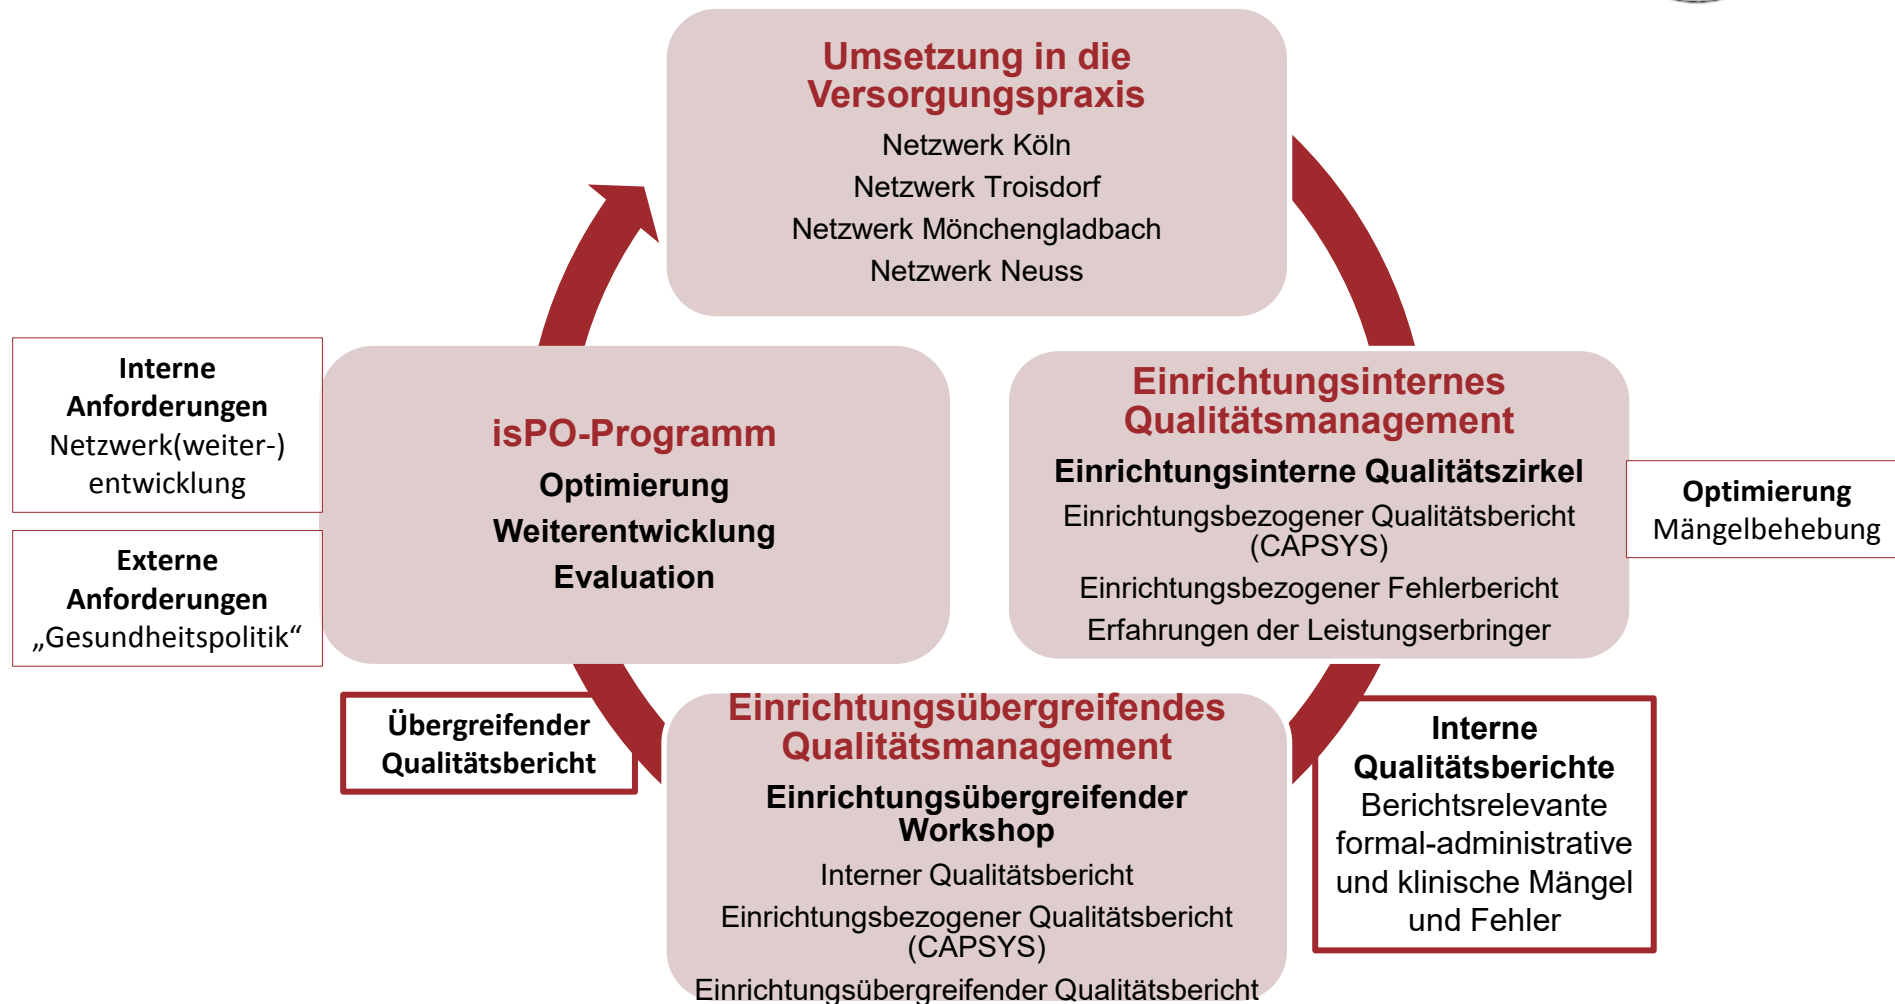 Umsetzung in die
Versorgungspraxis
Netzwerk Köln
Netzwerk Troisdorf
Netzwerk Mönchengladbach
Netzwerk Neuss
Interne
Anforderungen
Netzwerk(weiter-)
entwicklung
Externe
Anforderungen
„Gesundheitspolitik“
isPO-Programm
Optimierung
Weiterentwicklung
Evaluation
Einrichtungsinternes
Qualitätsmanagement
Einrichtungsinterne Qualitätszirkel
Einrichtungsbezogener Qualitätsbericht
(CAPSYS)
Einrichtungsbezogener Fehlerbericht
Erfahrungen der Leistungserbringer
Optimierung
Mängelbehebung
Übergreifender
Qualitätsbericht
Einrichtungsübergreifendes
Qualitätsmanagement
Einrichtungsübergreifender
Workshop
Interner Qualitätsbericht
Einrichtungsbezogener Qualitätsbericht
(CAPSYS)
Einrichtungsübergreifender Qualitätsbericht
Interne
Qualitätsberichte
Berichtsrelevante
formal-administrative
und klinische Mängel
und Fehler